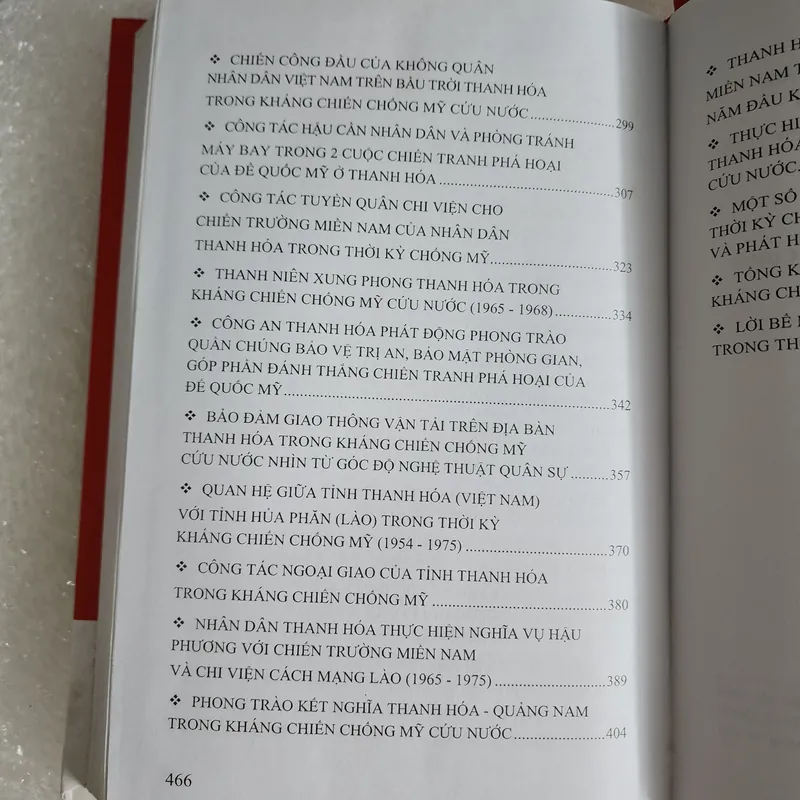 ❖ CHIẾN CÔNG ĐẦU CỦA KHÔNG QUÂN
NHÂN DÂN VIỆT NAM TRÊN BẦU TRỜI THANH HÓA
TRONG KHÁNG CHIẾN CHỐNG MỸ CỨU NƯỚC....................299
❖ CÔNG TÁC HẬU CẦN NHÂN DÂN VÀ PHÒNG TRÁNH
MÁY BAY TRONG 2 CUỘC CHIẾN TRANH PHÁ HOẠI
CỦA ĐẾ QUỐC MỸ Ở THANH HÓA....................307
❖ CÔNG TÁC TUYỂN QUÂN CHI VIỆN CHO
CHIẾN TRƯỜNG MIỀN NAM CỦA NHÂN DÂN
THANH HÓA TRONG THỜI KỲ CHỐNG MỸ....................323
❖ THANH NIÊN XUNG PHONG THANH HÓA TRONG
KHÁNG CHIẾN CHỐNG MỸ CỨU NƯỚC (1965 - 1968)....................334
❖ CÔNG AN THANH HÓA PHÁT ĐỘNG PHONG TRÀO
QUẦN CHÚNG BẢO VỆ TRỊ AN, BẢO MẬT PHÒNG GIAN,
GÓP PHẦN ĐÁNH THẮNG CHIẾN TRANH PHÁ HOẠI CỦA
ĐẾ QUỐC MỸ....................342
❖ BẢO ĐẢM GIAO THÔNG VẬN TẢI TRÊN ĐỊA BÀN
THANH HÓA TRONG KHÁNG CHIẾN CHỐNG MỸ
CỨU NƯỚC NHÌN TỪ GÓC ĐỘ NGHỆ THUẬT QUÂN SỰ....................357
❖ QUAN HỆ GIỮA TỈNH THANH HÓA (VIỆT NAM)
VỚI TỈNH HỦA PHĂN (LÀO) TRONG THỜI KỲ
KHÁNG CHIẾN CHỐNG MỸ (1954 - 1975)....................370
❖ CÔNG TÁC NGOẠI GIAO CỦA TỈNH THANH HÓA
TRONG KHÁNG CHIẾN CHỐNG MỸ....................380
❖ NHÂN DÂN THANH HÓA THỰC HIỆN NGHĨA VỤ HẬU
PHƯƠNG VỚI CHIẾN TRƯỜNG MIỀN NAM
VÀ CHI VIỆN CÁCH MẠNG LÀO (1965 - 1975)....................389
❖ PHONG TRÀO KẾT NGHĨA THANH HÓA - QUẢNG NAM
TRONG KHÁNG CHIẾN CHỐNG MỸ CỨU NƯỚC....................404
466
❖ THANH
MIỀN NAM
NĂM ĐẦU
❖ THỰC
THANH HÓA
CỨU NƯỚC
❖ MỘT SỐ
THỜI KỲ
VÀ PHÁT
❖ TỔNG
KHÁNG
❖ LỜI BẾ
TRONG